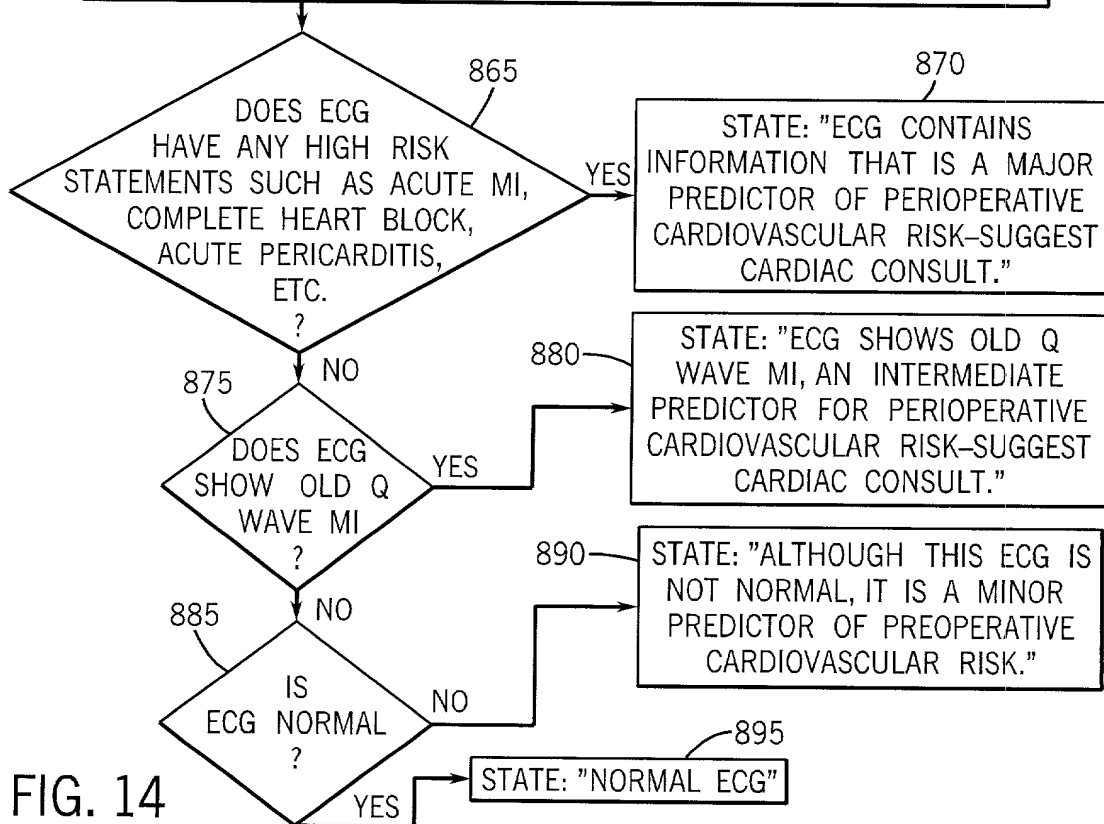 865
DOES ECG
HAVE ANY HIGH RISK
STATEMENTS SUCH AS ACUTE MI,
COMPLETE HEART BLOCK,
ACUTE PERICARDITIS,
ETC.
?
YES
870
STATE: "ECG CONTAINS
INFORMATION THAT IS A MAJOR
PREDICTOR OF PERIOPERATIVE
CARDIOVASCULAR RISK–SUGGEST
CARDIAC CONSULT."
NO
875
DOES ECG
SHOW OLD Q
WAVE MI
?
YES
880
STATE: "ECG SHOWS OLD Q
WAVE MI, AN INTERMEDIATE
PREDICTOR FOR PERIOPERATIVE
CARDIOVASCULAR RISK–SUGGEST
CARDIAC CONSULT."
NO
885
IS
ECG NORMAL
?
NO
890
STATE: "ALTHOUGH THIS ECG IS
NOT NORMAL, IT IS A MINOR
PREDICTOR OF PREOPERATIVE
CARDIOVASCULAR RISK."
YES
895
STATE: "NORMAL ECG"
FIG. 14